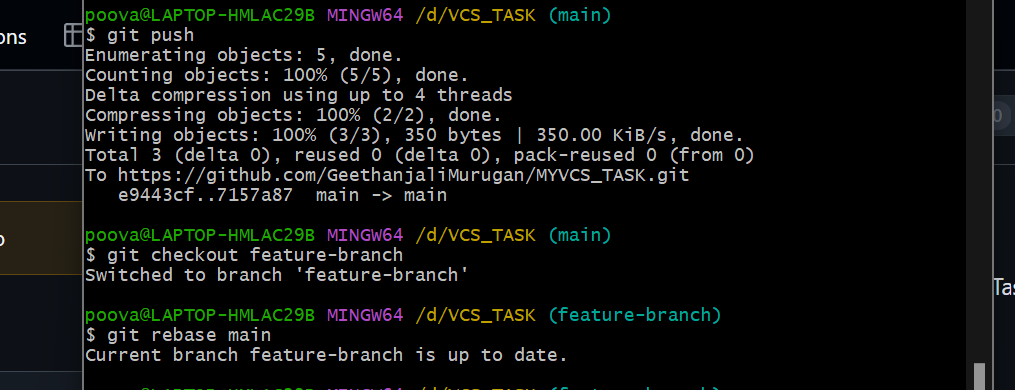 poova@LAPTOP-HMLAC29B MINGW64 /d/VCS_TASK (main)
ons
$ git push
Enumerating objects: 5, done.
Counting objects: 100% (5/5), done.
Delta compression using up to 4 threads
Compressing objects: 100% (2/2), done.
Writing objects: 100% (3/3), 350 bytes | 350.00 KiB/s, done.
Total 3 (delta 0), reused 0 (delta 0), pack-reused 0 (from 0)
To https://github.com/GeethanjaliMurugan/MYVCS_TASK.git
   e9443cf..7157a87  main -> main
poova@LAPTOP-HMLAC29B MINGW64 /d/VCS_TASK (main)
$ git checkout feature-branch
Switched to branch 'feature-branch'
Tas
poova@LAPTOP-HMLAC29B MINGW64 /d/VCS_TASK (feature-branch)
$ git rebase main
Current branch feature-branch is up to date.